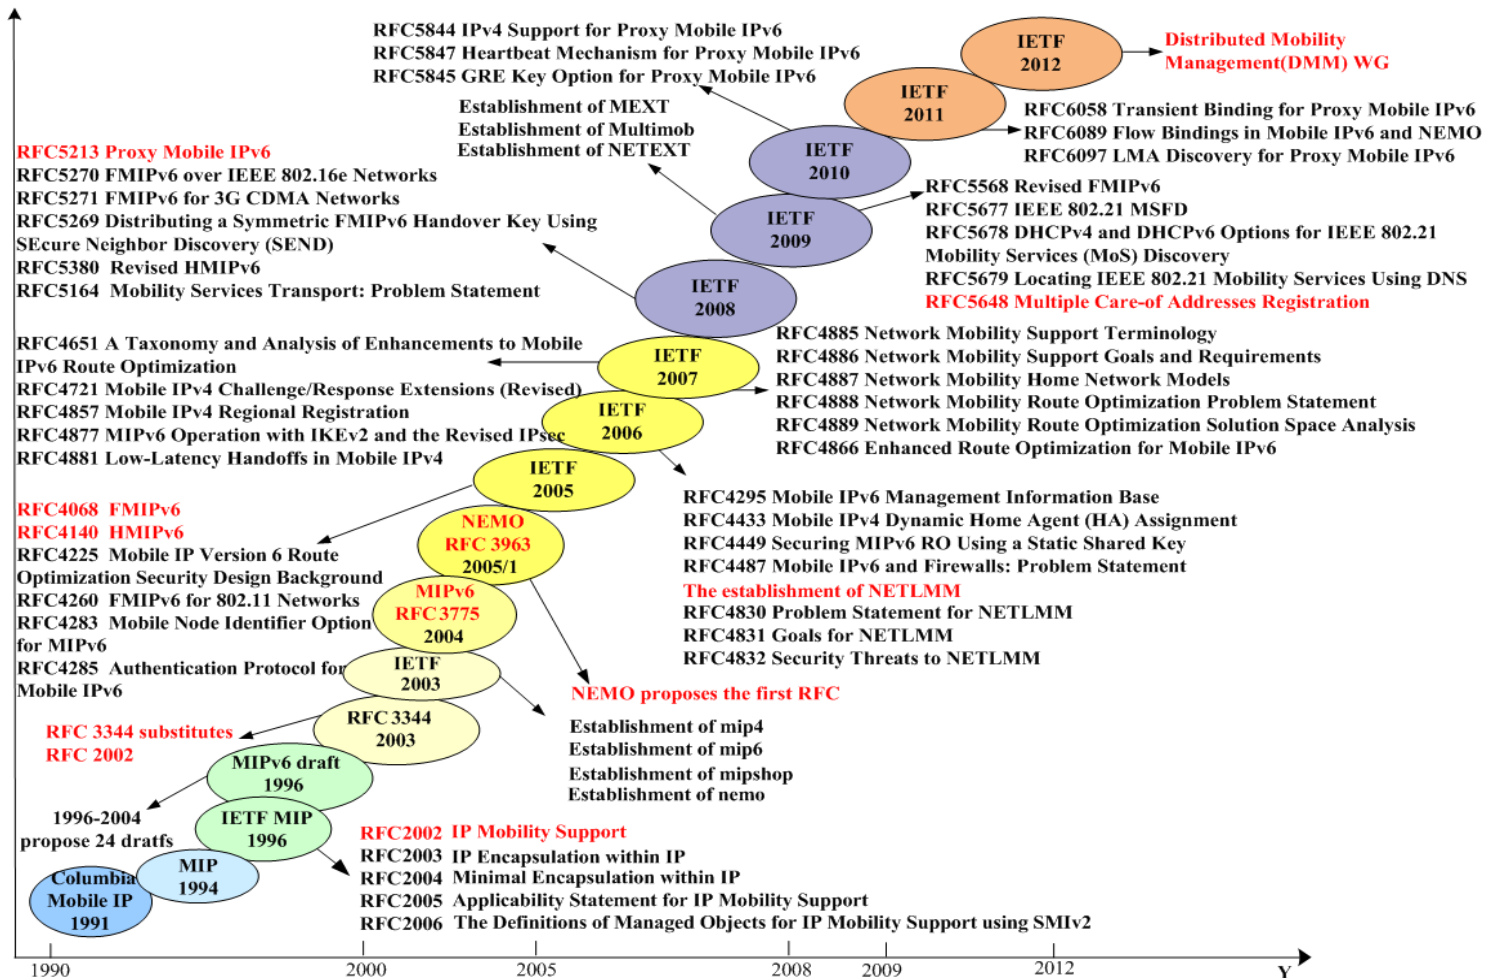 RFC5844 IPv4 Support for Proxy Mobile IPv6
RFC5847 Heartbeat Mechanism for Proxy Mobile IPv6
RFC5845 GRE Key Option for Proxy Mobile IPv6
IETF
2012
Distributed Mobility
Management(DMM) WG
IETF
2011
RFC6058 Transient Binding for Proxy Mobile IPv6
RFC6089 Flow Bindings in Mobile IPv6 and NEMO
RFC6097 LMA Discovery for Proxy Mobile IPv6
Establishment of MEXT
Establishment of Multimob
Establishment of NETEXT
IETF
2010
RFC5213 Proxy Mobile IPv6
RFC5270 FMIPv6 over IEEE 802.16e Networks
RFC5271 FMIPv6 for 3G CDMA Networks
RFC5269 Distributing a Symmetric FMIPv6 Handover Key Using
SEcure Neighbor Discovery (SEND)
RFC5380 Revised HMIPv6
RFC5164 Mobility Services Transport: Problem Statement
IETF
2009
RFC5568 Revised FMIPv6
RFC5677 IEEE 802.21 MSFD
RFC5678 DHCPv4 and DHCPv6 Options for IEEE 802.21
Mobility Services (MoS) Discovery
RFC5679 Locating IEEE 802.21 Mobility Services Using DNS
RFC5648 Multiple Care-of Addresses Registration
IETF
2008
RFC4651 A Taxonomy and Analysis of Enhancements to Mobile
IPv6 Route Optimization
RFC4721 Mobile IPv4 Challenge/Response Extensions (Revised)
RFC4857 Mobile IPv4 Regional Registration
RFC4877 MIPv6 Operation with IKEv2 and the Revised IPsec
RFC4881 Low-Latency Handoffs in Mobile IPv4
IETF
2007
RFC4885 Network Mobility Support Terminology
RFC4886 Network Mobility Support Goals and Requirements
RFC4887 Network Mobility Home Network Models
RFC4888 Network Mobility Route Optimization Problem Statement
RFC4889 Network Mobility Route Optimization Solution Space Analysis
RFC4866 Enhanced Route Optimization for Mobile IPv6
IETF
2006
IETF
2005
RFC4295 Mobile IPv6 Management Information Base
RFC4433 Mobile IPv4 Dynamic Home Agent (HA) Assignment
RFC4449 Securing MIPv6 RO Using a Static Shared Key
RFC4487 Mobile IPv6 and Firewalls: Problem Statement
The establishment of NETLMM
RFC4830 Problem Statement for NETLMM
RFC4831 Goals for NETLMM
RFC4832 Security Threats to NETLMM
RFC4068 FMIPv6
RFC4140 HMIPv6
RFC4225 Mobile IP Version 6 Route
Optimization Security Design Background
RFC4260 FMIPv6 for 802.11 Networks
RFC4283 Mobile Node Identifier Option
for MIPv6
RFC4285 Authentication Protocol for
Mobile IPv6
NEMO
RFC 3963
2005/1
MIPv6
RFC 3775
2004
IETF
2003
NEMO proposes the first RFC
Establishment of mip4
Establishment of mip6
Establishment of mipshop
Establishment of nemo
RFC 3344
2003
RFC 3344 substitutes
RFC 2002
MIPv6 draft
1996
1996-2004
propose 24 dratfs
IETF MIP
1996
RFC2002 IP Mobility Support
RFC2003 IP Encapsulation within IP
RFC2004 Minimal Encapsulation within IP
RFC2005 Applicability Statement for IP Mobility Support
RFC2006 The Definitions of Managed Objects for IP Mobility Support using SMIv2
MIP
1994
Columbia
Mobile IP
1991
1990 2000 2005 2008 2009 2012 Y